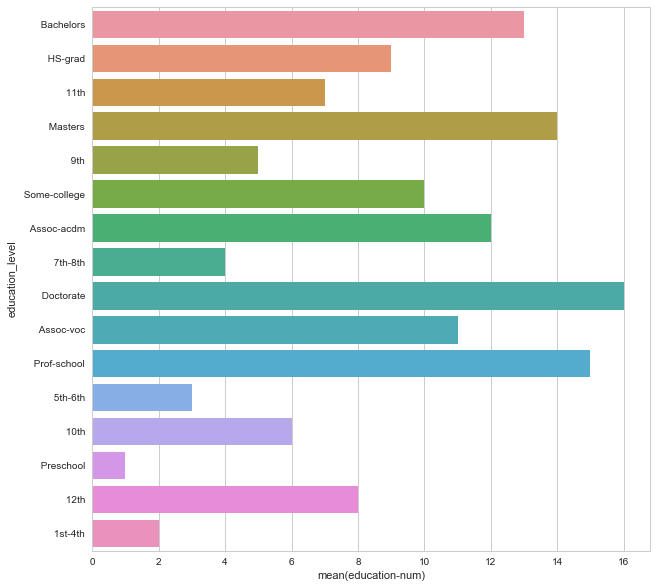 Bachelors
HS-grad
11th
Masters
9th
Some-college
Assoc-acdm
7th-8th
Doctorate
Assoc-voc
Prof-school
5th-6th
10th
Preschool
12th
1st-4th
education_level
0 2 4 6 8 10 12 14 16
mean(education-num)